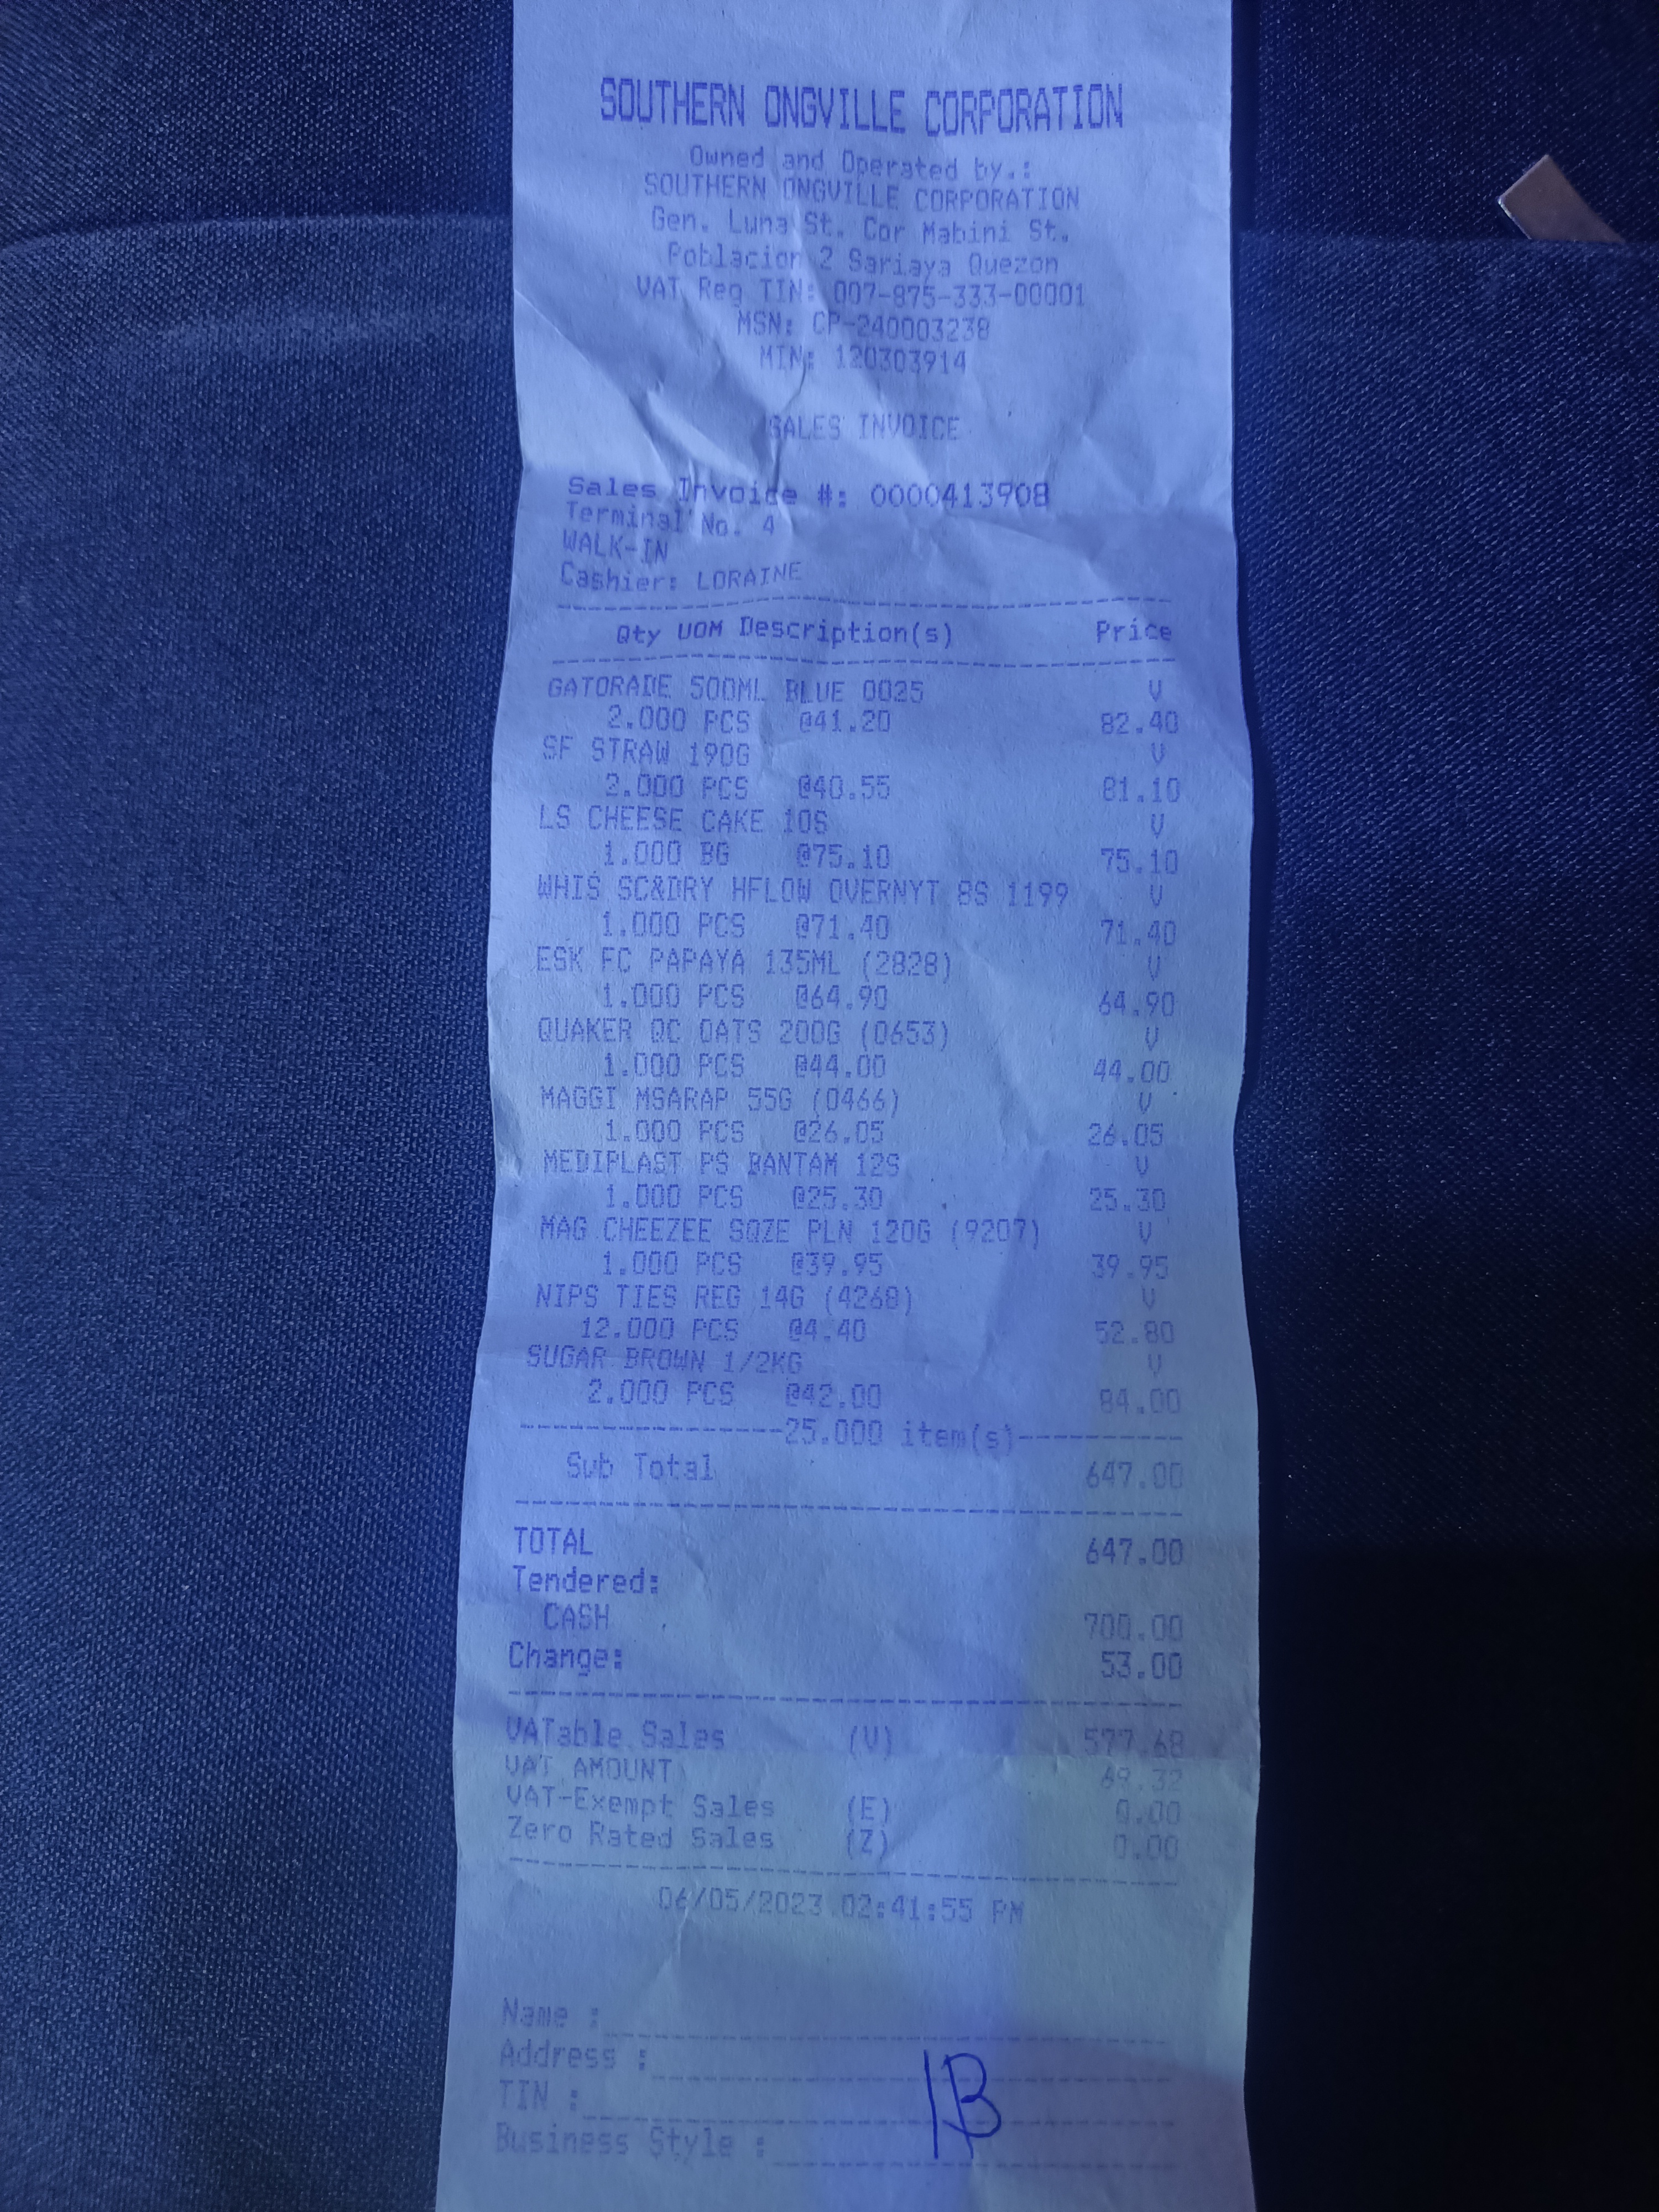 SOUTHERN ONGVILLE CORPORATION
Owned and Operated by.:
SOUTHERN ONGVILLE CORPORATION
Gen. Luna St. Cor Mabini St.
Poblacion 2 Sariaya Quezon
VAT Reg TIN: 007-875-333-00001
MSN: CP-240003238
MIN: 120303914
SALES INVOICE
Sales Invoice #: 0000413908
Terminal No. 4
WALK-IN
Cashier: LORAINE
Qty UOM Description(s) Price
GATORADE 500ML BLUE 0025 V
2.000 PCS @41.20 82.40
SF STRAW 190G V
2.000 PCS @40.55 81.10
LS CHEESE CAKE 10S V
1.000 BG @75.10 75.10
WHIS SC&DRY HFLOW OVERNYT 8S 1199 V
1.000 PCS @71.40 71.40
ESK FC PAPAYA 135ML (2828) V
1.000 PCS @64.90 64.90
QUAKER QC OATS 200G (0653) V
1.000 PCS @44.00 44.00
MAGGI MSARAP 55G (0466) V
1.000 PCS @26.05 26.05
MEDIPLAST PS BANTAM 12S V
1.000 PCS @25.30 25.30
MAG CHEEZEE SQZE PLN 120G (9207) V
1.000 PCS @39.95 39.95
NIPS TIES REG 14G (4268) V
12.000 PCS @4.40 52.80
SUGAR BROWN 1/2KG V
2.000 PCS @42.00 84.00
----------------25.000 item(s)----------
Sub Total 647.00
TOTAL 647.00
Tendered:
CASH 700.00
Change: 53.00
VATable Sales (V) 577.68
VAT AMOUNT 69.32
VAT-Exempt Sales (E) 0.00
Zero Rated Sales (Z) 0.00
06/05/2023 02:41:55 PM
Name :
Address :
TIN :
Business Style :